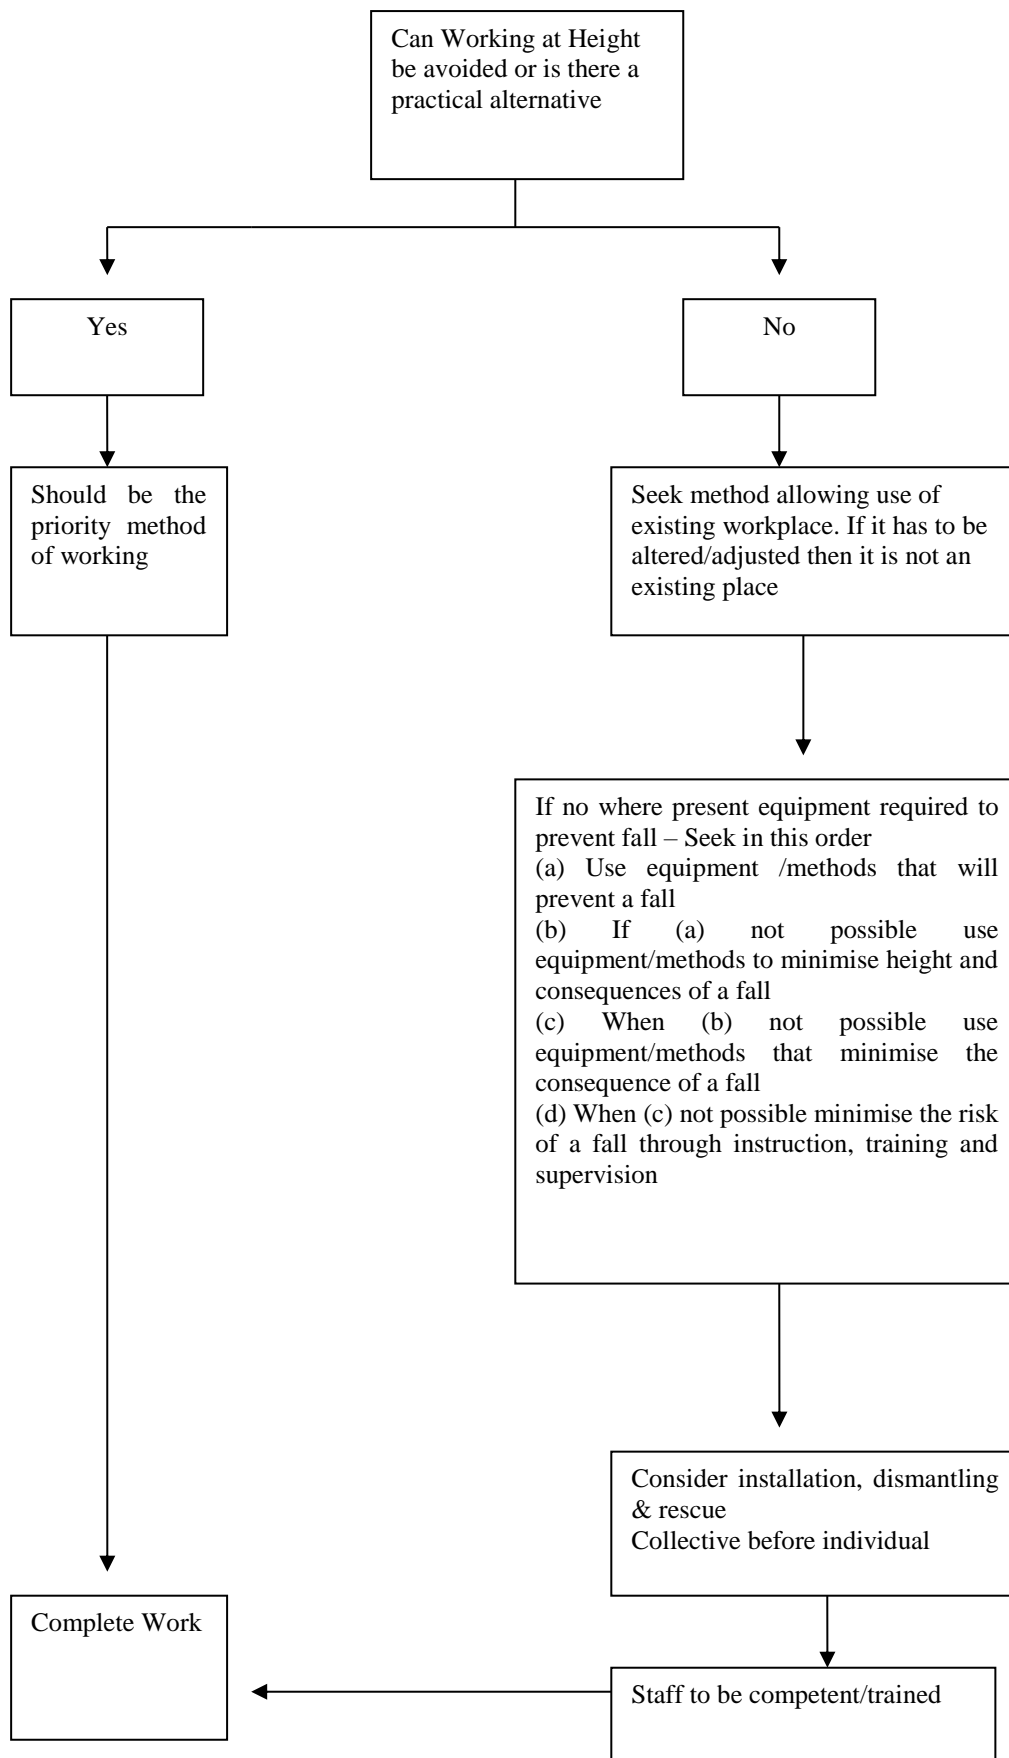 Can Working at Height
be avoided or is there a
practical alternative
Yes
No
Should be the
priority method
of working
Seek method allowing use of
existing workplace. If it has to be
altered/adjusted then it is not an
existing place
If no where present equipment required to
prevent fall – Seek in this order
(a) Use equipment /methods that will
prevent a fall
(b) If (a) not possible use
equipment/methods to minimise height and
consequences of a fall
(c) When (b) not possible use
equipment/methods that minimise the
consequence of a fall
(d) When (c) not possible minimise the risk
of a fall through instruction, training and
supervision
Consider installation, dismantling
& rescue
Collective before individual
Complete Work
Staff to be competent/trained